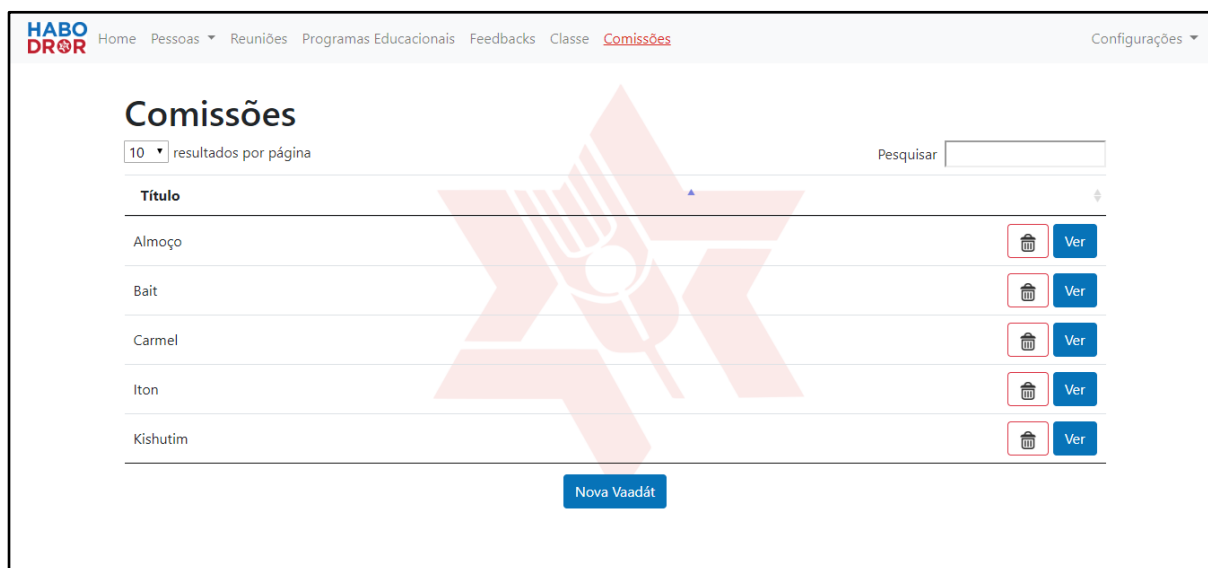 HABO DROR Home Pessoas Reuniões Programas Educacionais Feedbacks Classe Comissões Configurações
Comissões
10 resultados por página Pesquisar
Título
Almoço Ver
Bait Ver
Carmel Ver
Iton Ver
Kishutim Ver
Nova Vaadát